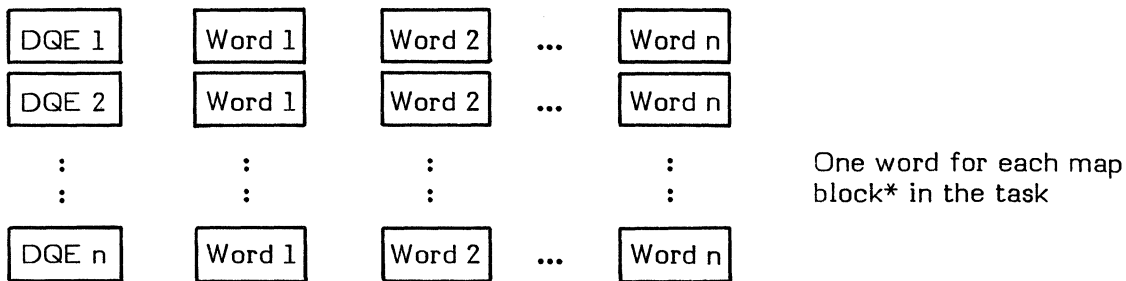 DQE 1 Word 1 Word 2 ... Word n
DQE 2 Word 1 Word 2 ... Word n
: : : :
: : : :
One word for each map
block* in the task
DQE n Word 1 Word 2 ... Word n